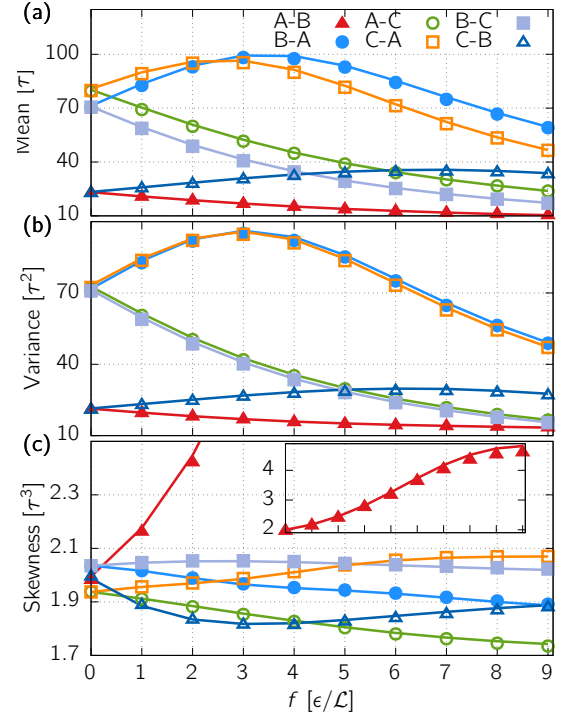 (a)
A-B A-C B-C
B-A C-A C-B
Mean [τ]
100
70
40
10
(b)
Variance [τ²]
70
40
10
(c)
Skewness [τ³]
2.3
2.1
1.9
1.7
4
3
2
0 1 2 3 4 5 6 7 8 9
f [ϵ/ℒ]